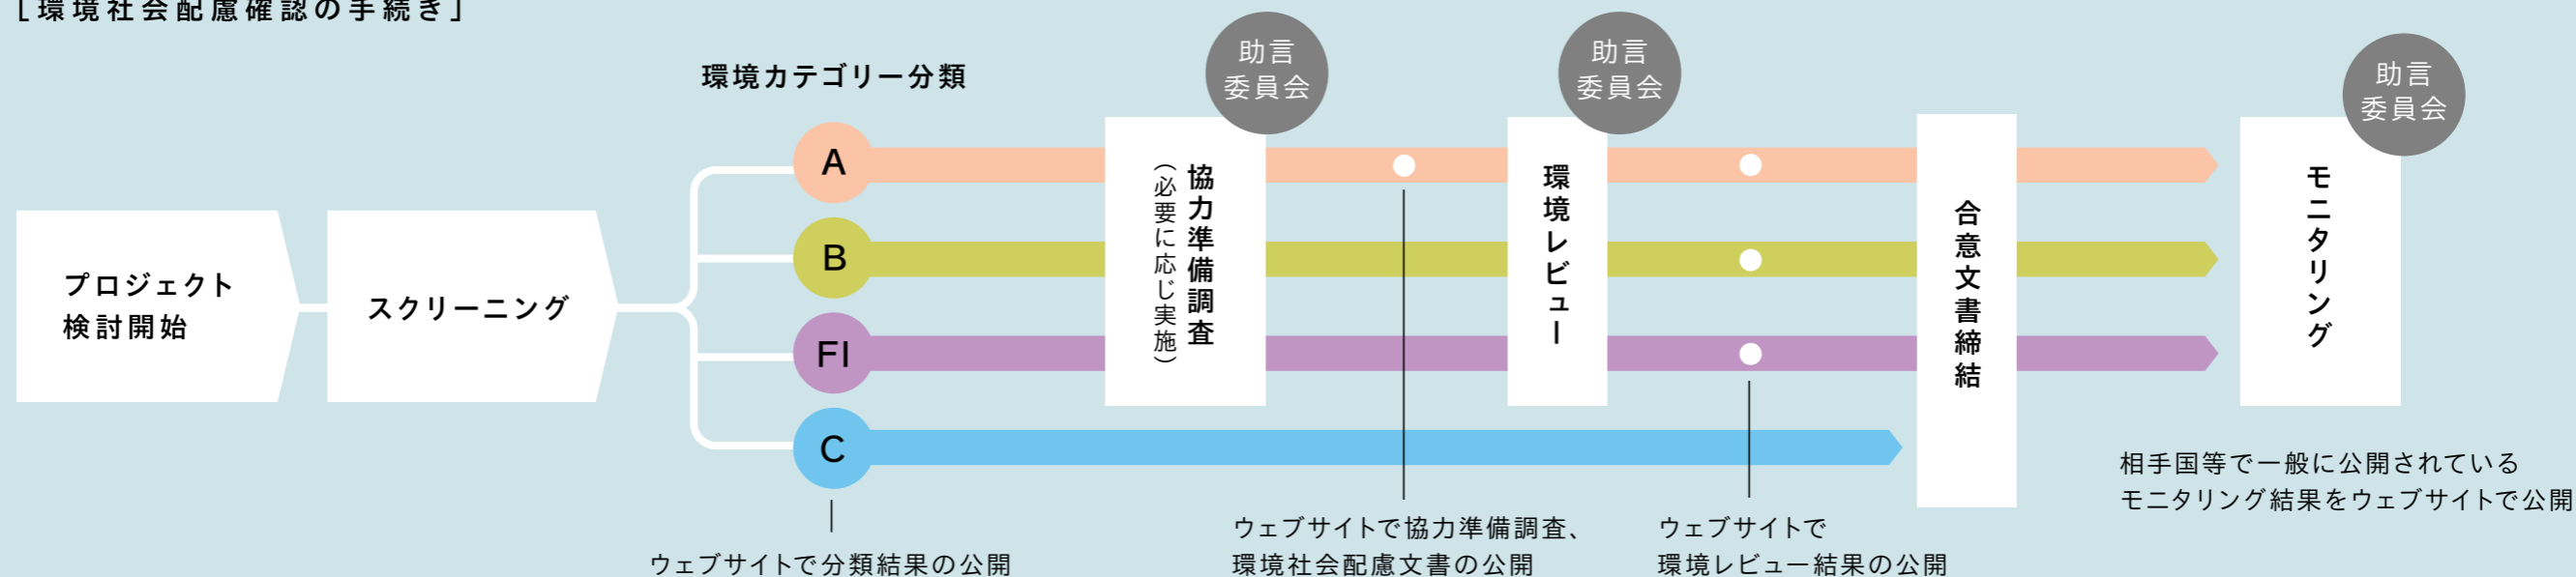 [環境社会配慮確認の手続き]
環境カテゴリー分類
助言
委員会
助言
委員会
助言
委員会
プロジェクト
検討開始
スクリーニング
A
B
FI
C
協力準備調査
（必要に応じ実施）
環境レビュー
合意文書締結
モニタリング
ウェブサイトで分類結果の公開
ウェブサイトで協力準備調査、
環境社会配慮文書の公開
ウェブサイトで
環境レビュー結果の公開
相手国等で一般に公開されている
モニタリング結果をウェブサイトで公開